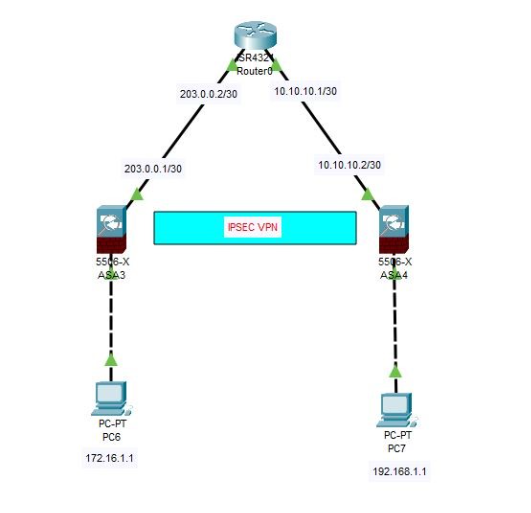 ISR4321
Router0
203.0.0.2/30
10.10.10.1/30
203.0.0.1/30
10.10.10.2/30
IPSEC VPN
5506-X
ASA3
5506-X
ASA4
PC-PT
PC6
172.16.1.1
PC-PT
PC7
192.168.1.1